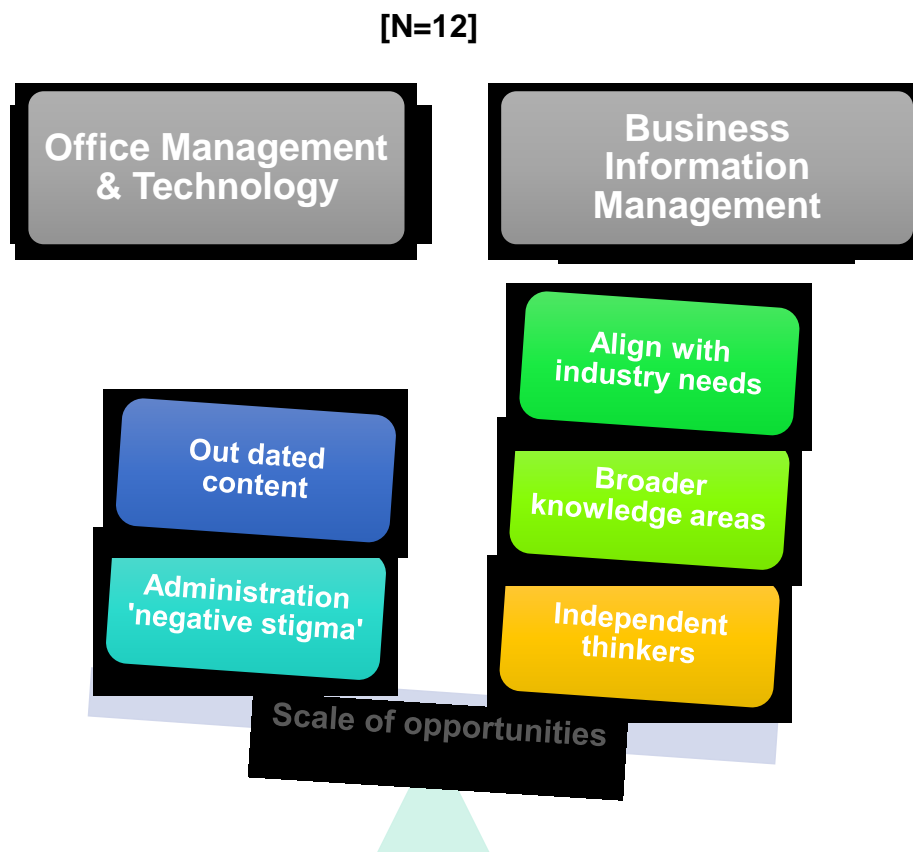 [N=12]
Office Management
& Technology
Business
Information
Management
Align with
industry needs
Out dated
content
Broader
knowledge areas
Administration
'negative stigma'
Independent
thinkers
Scale of opportunities